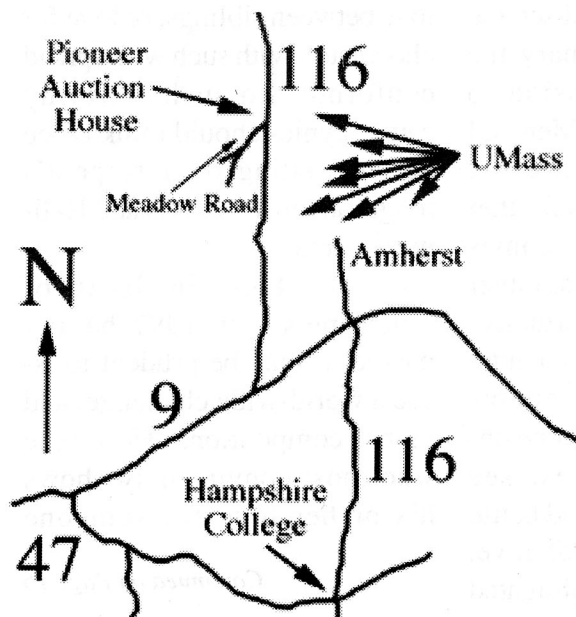 Pioneer
Auction
House
116
UMass
Meadow Road
Amherst
N
9
116
Hampshire
College
47